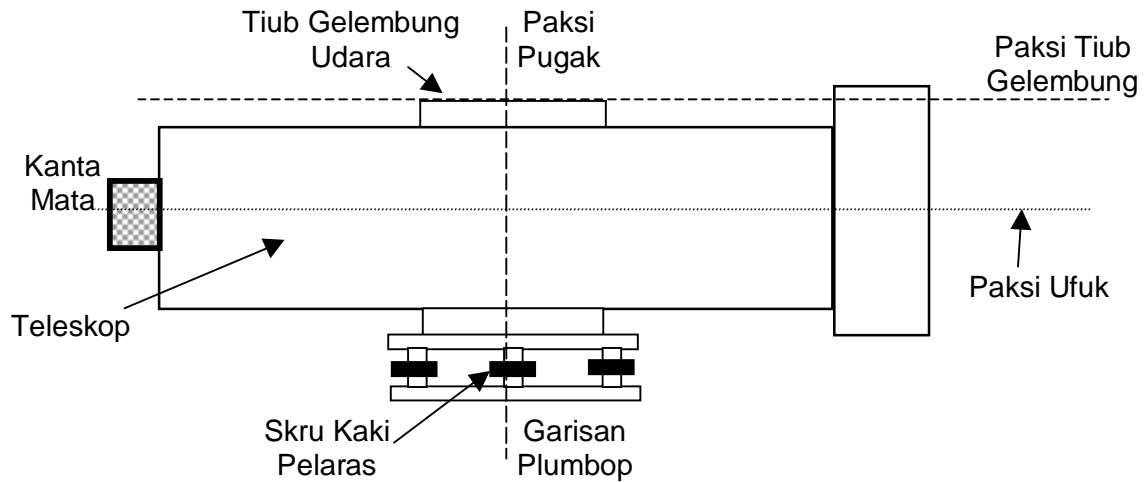 Tiub Gelembung
Udara
Paksi
Pugak
Paksi Tiub
Gelembung
Kanta
Mata
Paksi Ufuk
Teleskop
Skru Kaki
Pelaras
Garisan
Plumbop